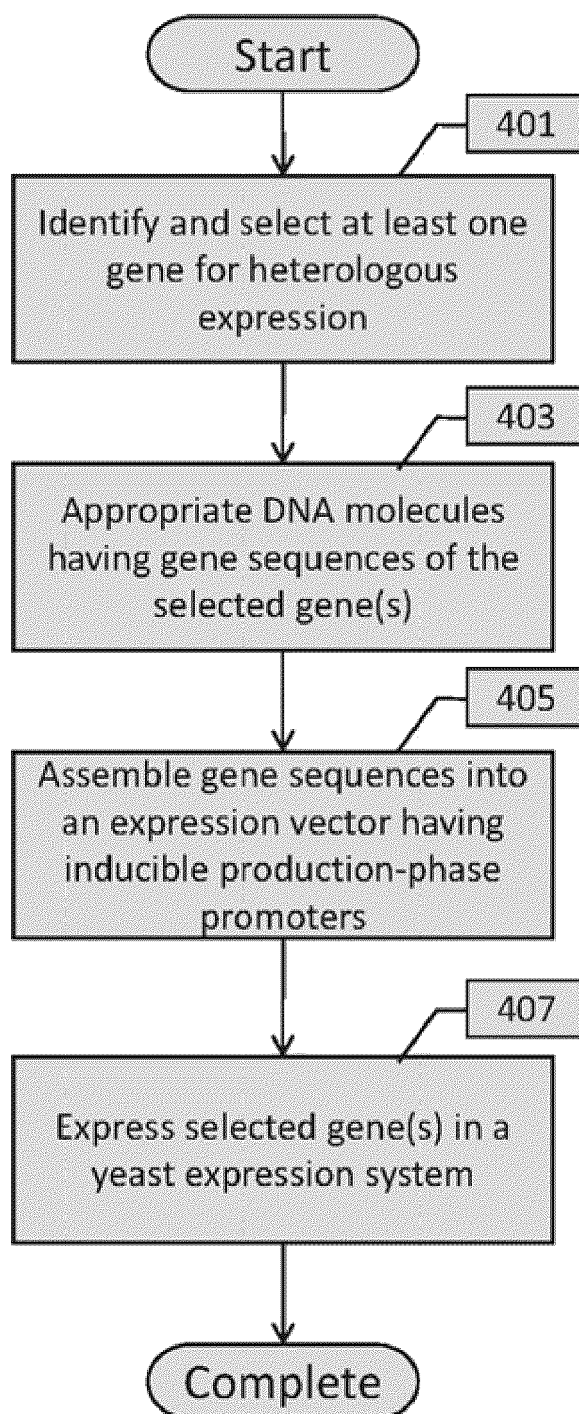 Start
401
Identify and select at least one
gene for heterologous
expression
403
Appropriate DNA molecules
having gene sequences of the
selected gene(s)
405
Assemble gene sequences into
an expression vector having
inducible production-phase
promoters
407
Express selected gene(s) in a
yeast expression system
Complete